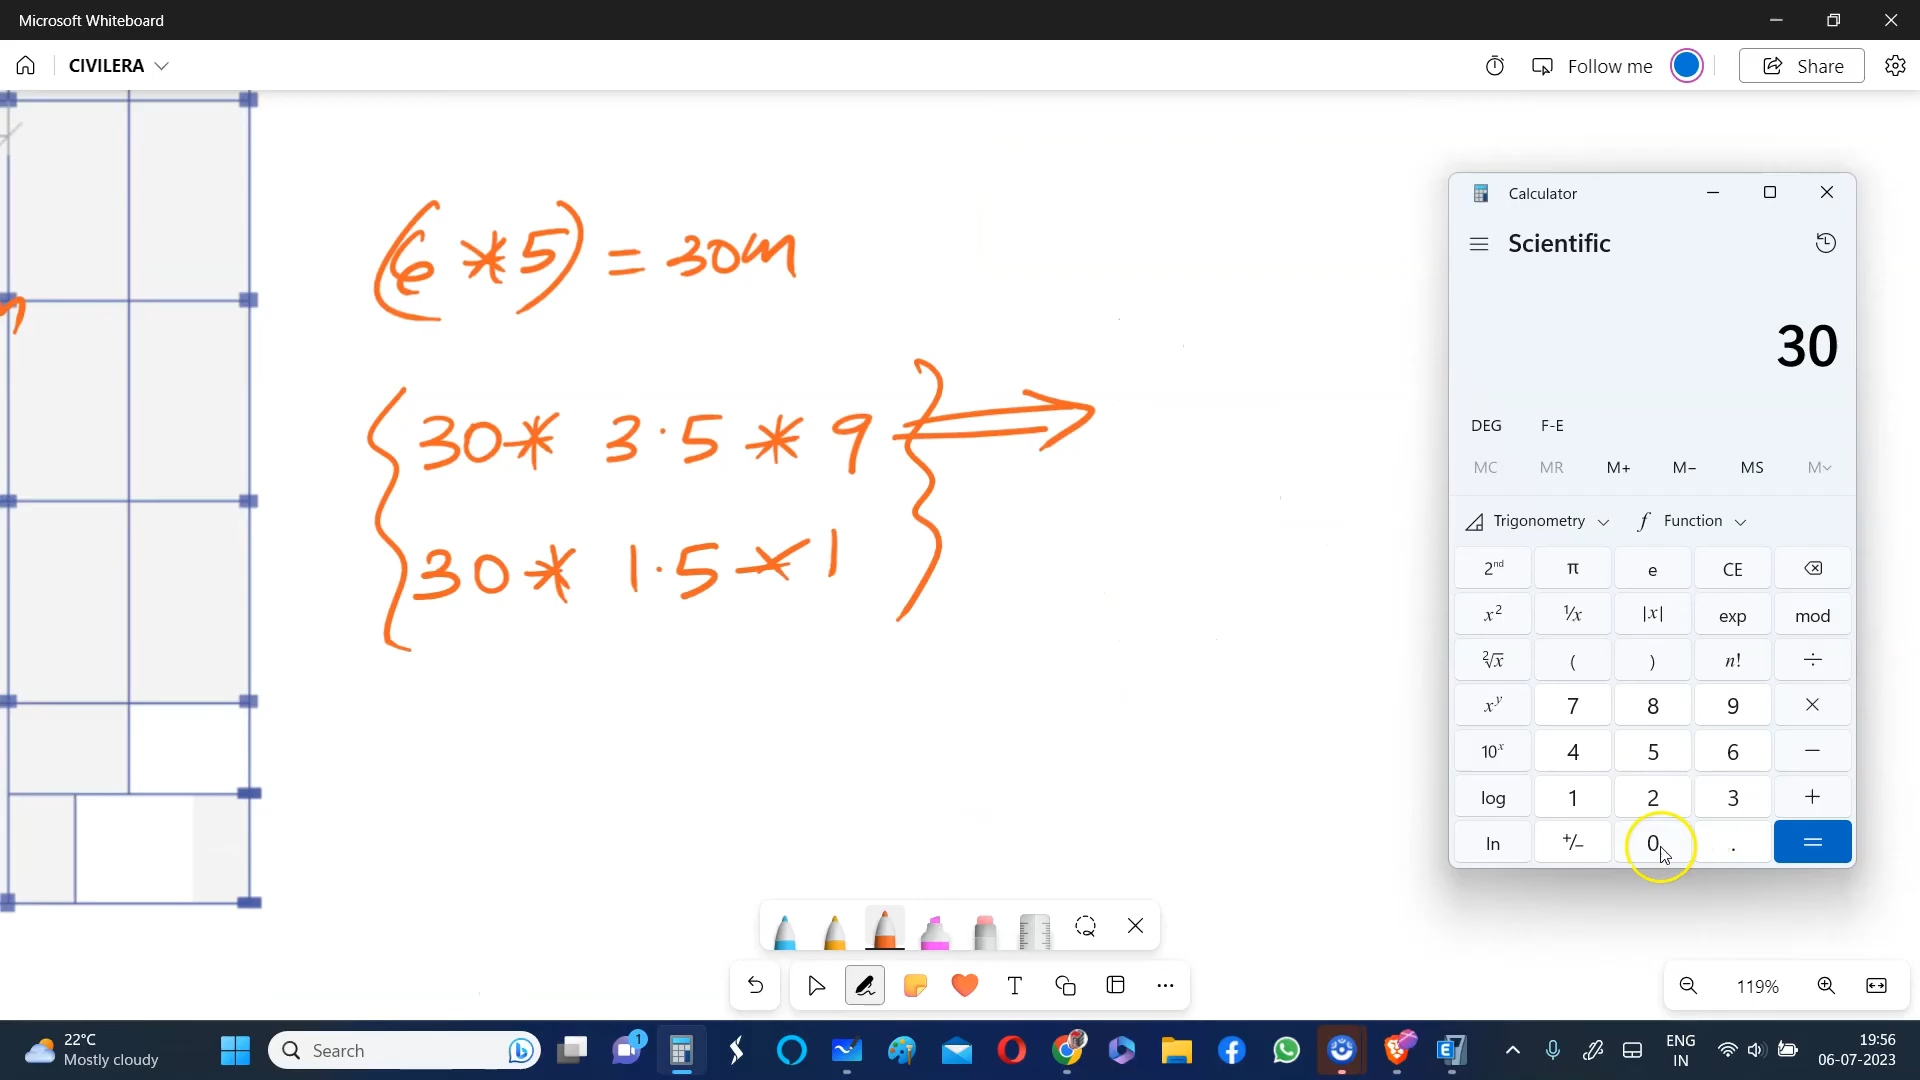 Microsoft Whiteboard
CIVILERA
Follow me
Share
(6 * 5) = 30m
30 * 3.5 * 9
30 * 1.5 * 1
Calculator
Scientific
30
DEG F-E
MC MR M+ M− MS M
Trigonometry f Function
2nd π e CE
x² ¹/x |x| exp mod
²√x ( ) n! ÷
xʸ 7 8 9 ×
10ˣ 4 5 6 −
log 1 2 3 +
ln +/− 0 . =
119%
22°C
Mostly cloudy
Search
1
ENG
IN
19:56
06-07-2023